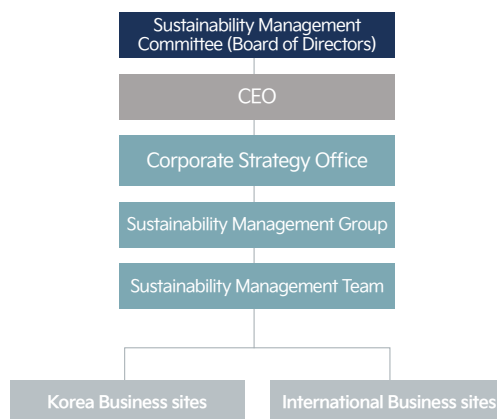 Sustainability Management
Committee (Board of Directors)
CEO
Corporate Strategy Office
Sustainability Management Group
Sustainability Management Team
Korea Business sites
International Business sites